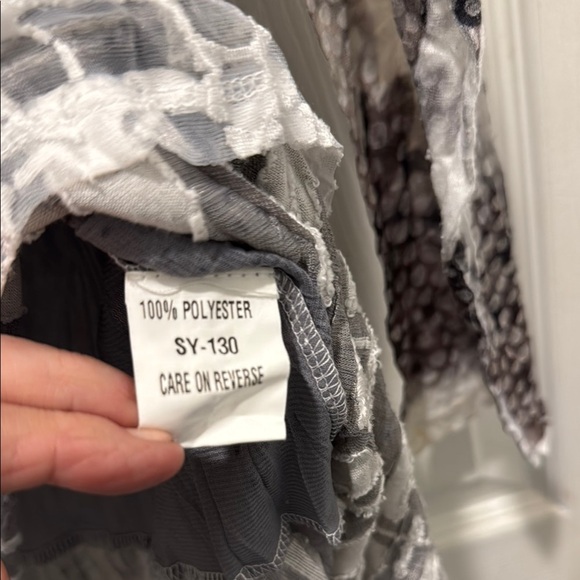 100% POLYESTER
SY-130
CARE ON REVERSE